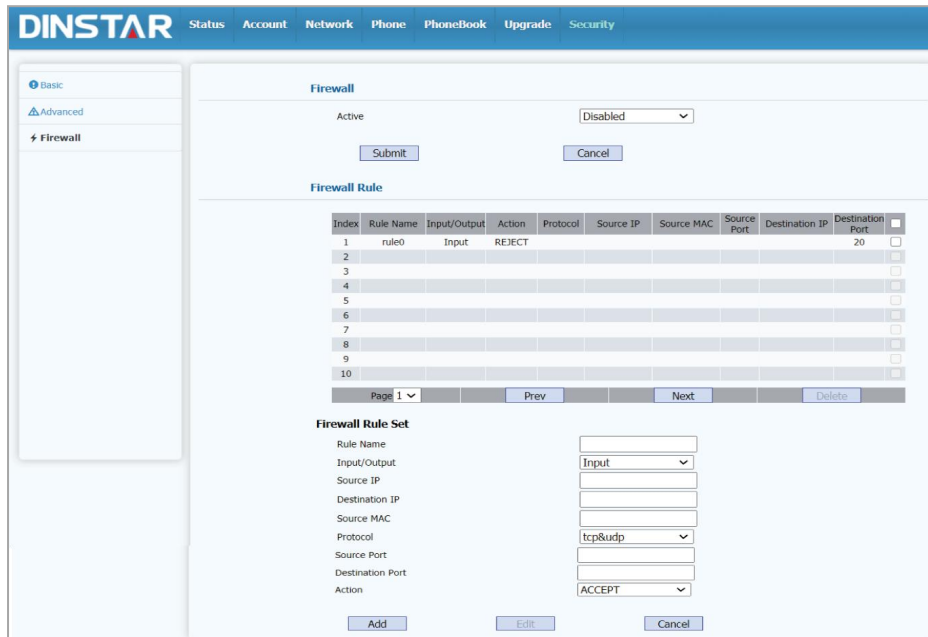 DINSTAR Status Account Network Phone PhoneBook Upgrade Security
Basic
Advanced
Firewall
Firewall
Active Disabled
Submit Cancel
Firewall Rule
Index Rule Name Input/Output Action Protocol Source IP Source MAC Source Port Destination IP Destination Port
1 rule0 Input REJECT 20
2
3
4
5
6
7
8
9
10
Page 1 Prev Next Delete
Firewall Rule Set
Rule Name
Input/Output Input
Source IP
Destination IP
Source MAC
Protocol tcp&udp
Source Port
Destination Port
Action ACCEPT
Add Edit Cancel